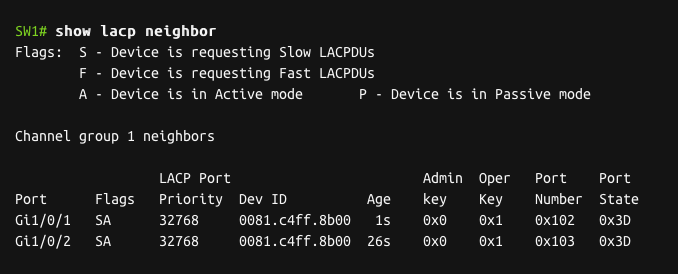 SW1# show lacp neighbor
Flags:  S - Device is requesting Slow LACPDUs
        F - Device is requesting Fast LACPDUs
        A - Device is in Active mode       P - Device is in Passive mode

Channel group 1 neighbors

                  LACP Port                        Admin  Oper   Port    Port
Port      Flags   Priority  Dev ID          Age    key    Key    Number  State
Gi1/0/1   SA      32768     0081.c4ff.8b00   1s    0x0    0x1    0x102   0x3D
Gi1/0/2   SA      32768     0081.c4ff.8b00  26s    0x0    0x1    0x103   0x3D